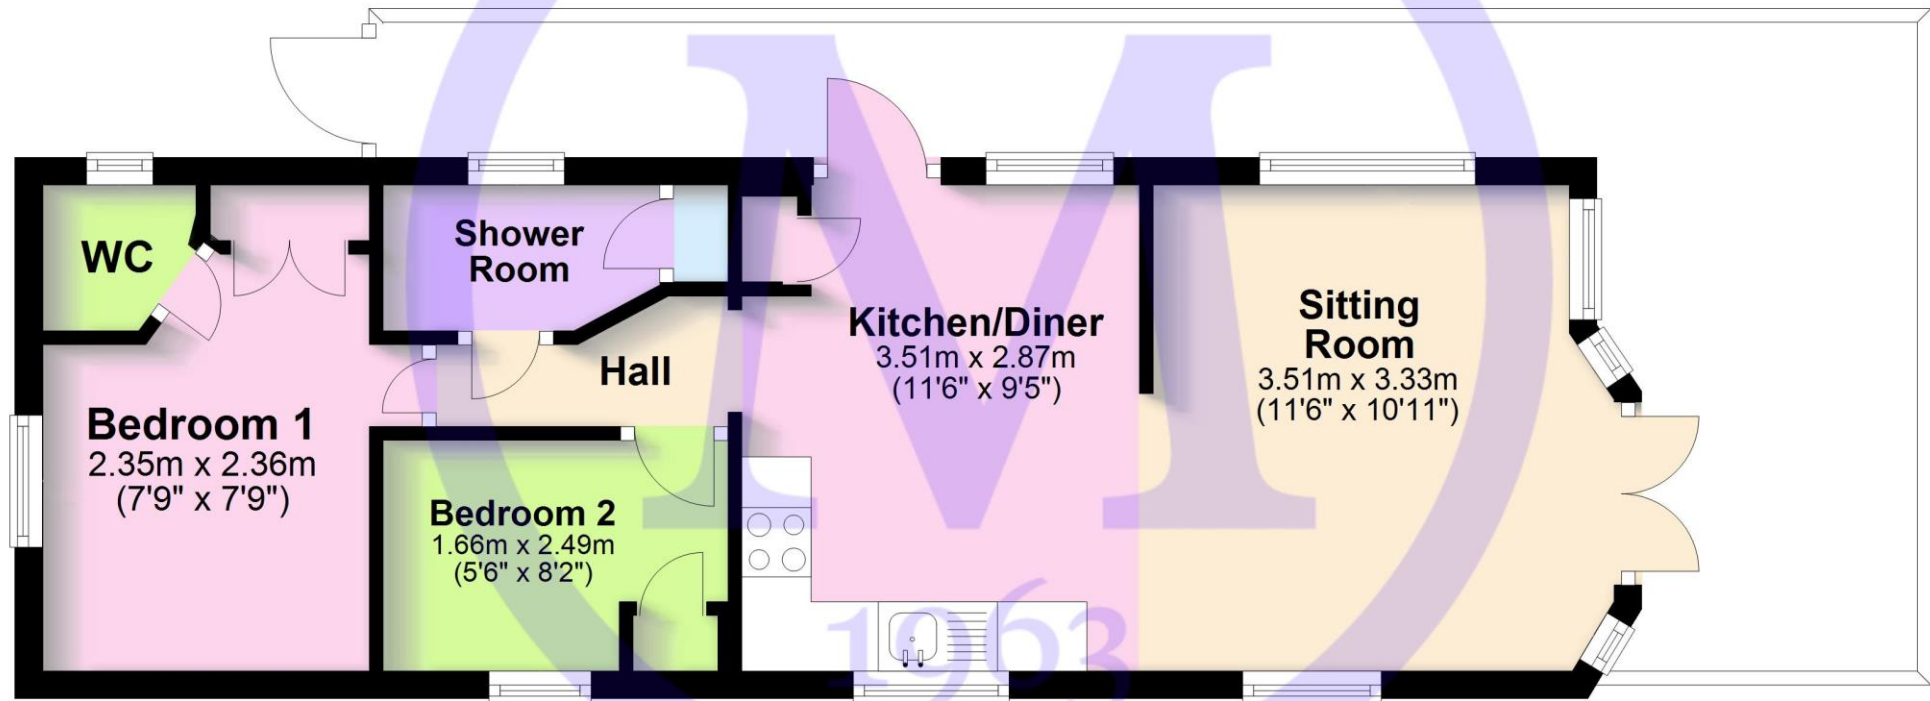 WC
Shower
Room
Kitchen/Diner
3.51m x 2.87m
(11'6" x 9'5")
Sitting
Room
3.51m x 3.33m
(11'6" x 10'11")
Hall
Bedroom 1
2.35m x 2.36m
(7'9" x 7'9")
Bedroom 2
1.66m x 2.49m
(5'6" x 8'2")
M
1963